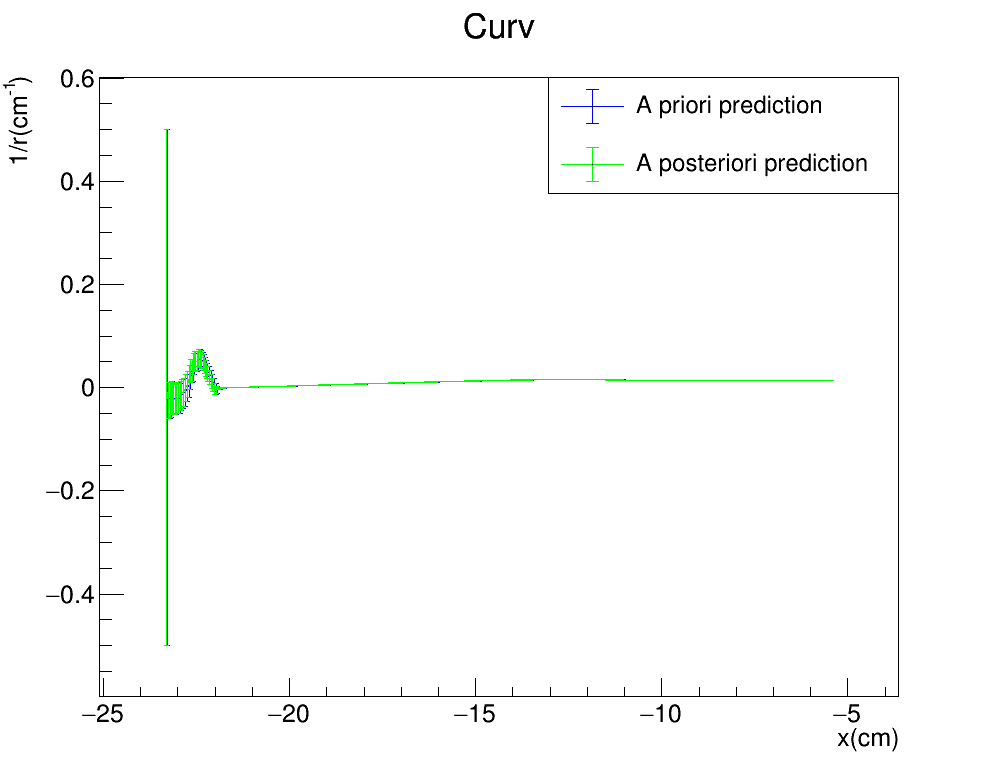 Curv
1/r(cm-1)
0.6
0.4
0.2
0
−0.2
−0.4
A priori prediction
A posteriori prediction
−25 −20 −15 −10 −5
x(cm)